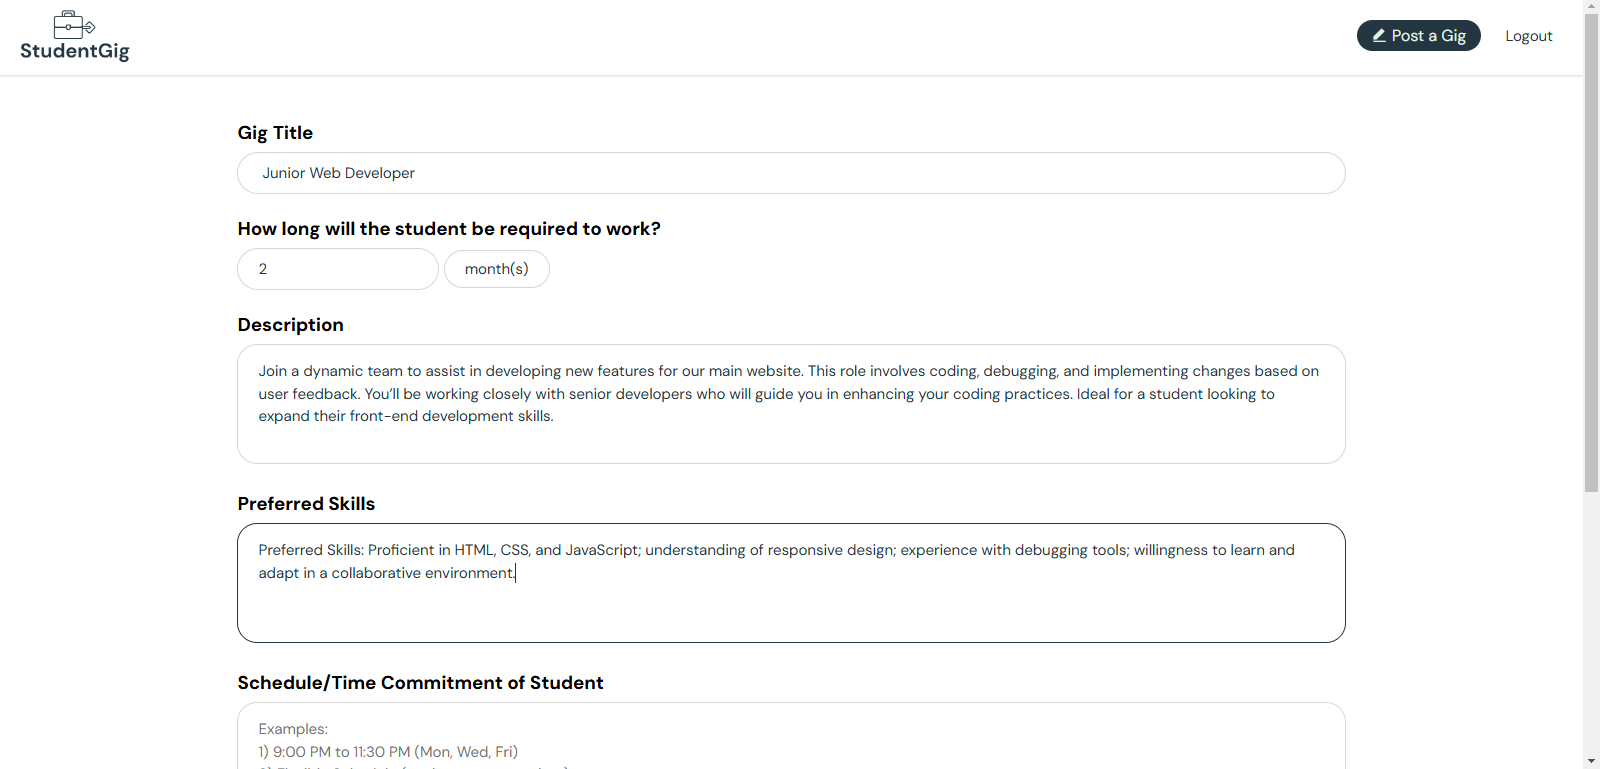 StudentGig
Post a Gig
Logout
Gig Title
Junior Web Developer
How long will the student be required to work?
2
month(s)
Description
Join a dynamic team to assist in developing new features for our main website. This role involves coding, debugging, and implementing changes based on
user feedback. You’ll be working closely with senior developers who will guide you in enhancing your coding practices. Ideal for a student looking to
expand their front-end development skills.
Preferred Skills
Preferred Skills: Proficient in HTML, CSS, and JavaScript; understanding of responsive design; experience with debugging tools; willingness to learn and
adapt in a collaborative environment.
Schedule/Time Commitment of Student
Examples:
1) 9:00 PM to 11:30 PM (Mon, Wed, Fri)